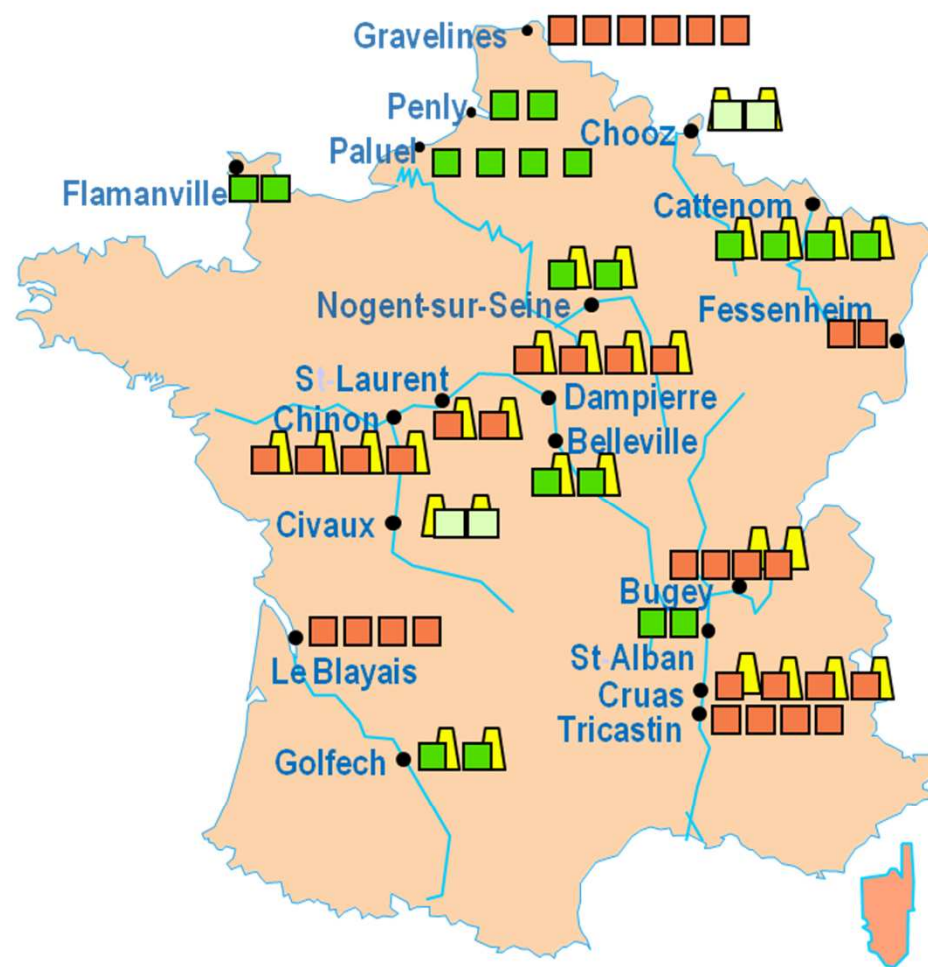 Gravelines
Penly
Chooz
Paluel
Flamanville
Cattenom
Nogent-sur-Seine
Fessenheim
St-Laurent
Dampierre
Chinon
Belleville
Civaux
Bugey
St-Alban
Le Blayais
Cruas
Tricastin
Golfech